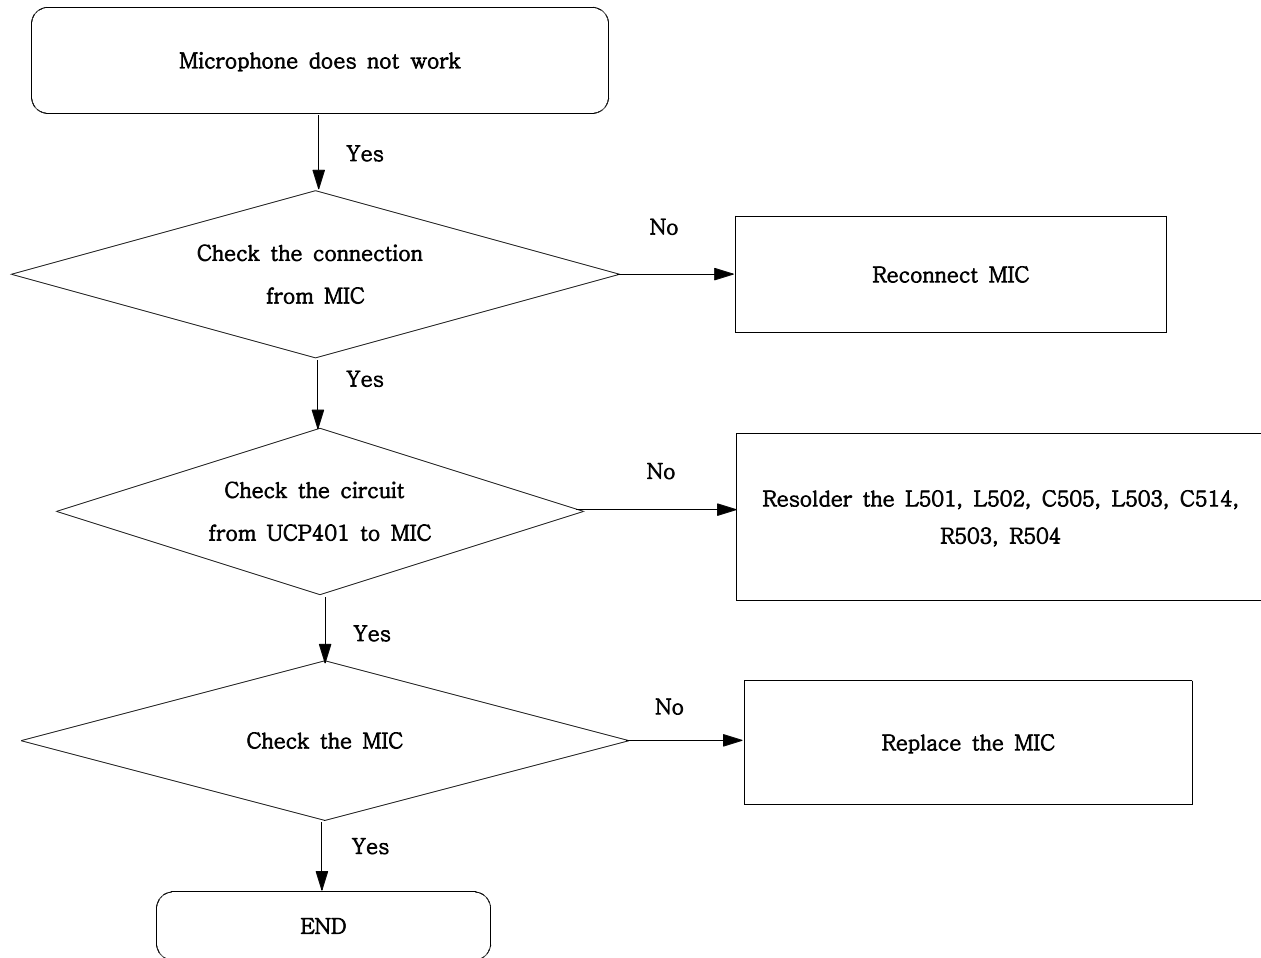 Microphone does not work
Yes
Check the connection
from MIC
No
Reconnect MIC
Yes
Check the circuit
from UCP401 to MIC
No
Resolder the L501, L502, C505, L503, C514,
R503, R504
Yes
Check the MIC
No
Replace the MIC
Yes
END